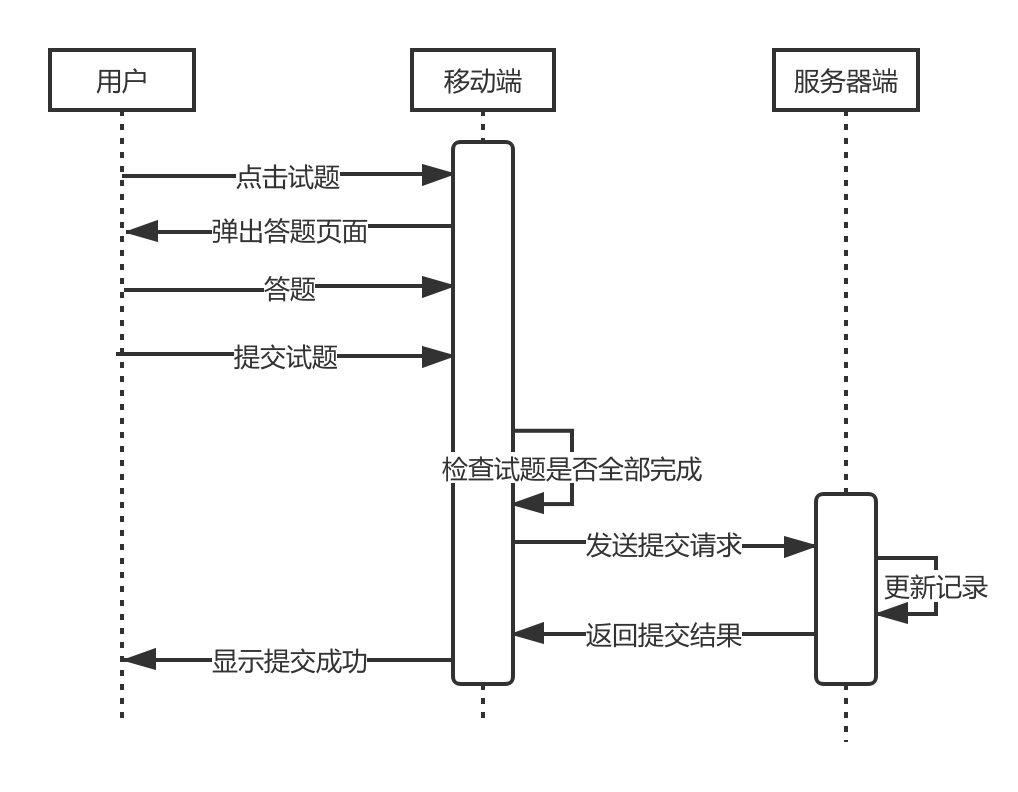 用户
移动端
服务器端
点击试题
弹出答题页面
答题
提交试题
检查试题是否全部完成
发送提交请求
更新记录
返回提交结果
显示提交成功